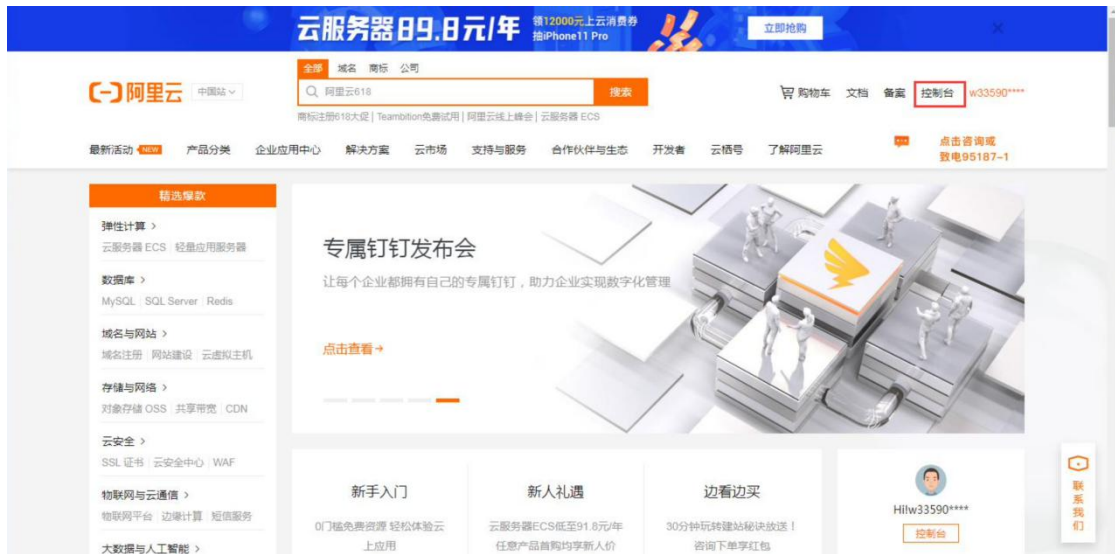 云服务器89.8元/年 领12000元上云消费券 立即抢购
抽iPhone11 Pro
全部 域名 商标 公司
阿里云 中国站 阿里云618 搜索 购物车 文档 备案 控制台 w33590****
商标注册618大促 | Teambition免费试用 | 阿里云线上峰会 | 云服务器 ECS
最新活动 NEW 产品分类 企业应用中心 解决方案 云市场 支持与服务 合作伙伴与生态 开发者 云栖号 了解阿里云 点击咨询或
致电95187-1
精选爆款
弹性计算 >
云服务器 ECS 轻量应用服务器
数据库 >
MySQL SQL Server Redis
域名与网站 >
域名注册 网站建设 云虚拟主机
存储与网络 >
对象存储 OSS 共享带宽 CDN
云安全 >
SSL 证书 云安全中心 WAF
物联网与云通信 >
物联网平台 边缘计算 短信服务
大数据与人工智能 >
专属钉钉发布会
让每个企业都拥有自己的专属钉钉，助力企业实现数字化管理
点击查看→
新手入门
0门槛免费资源 轻松体验云
上应用
新人礼遇
云服务器ECS低至91.8元/年
任意产品首购均享新人价
边看边买
30分钟玩转建站秘诀放送！
咨询下单享红包
Hilw33590****
控制台
联系我们